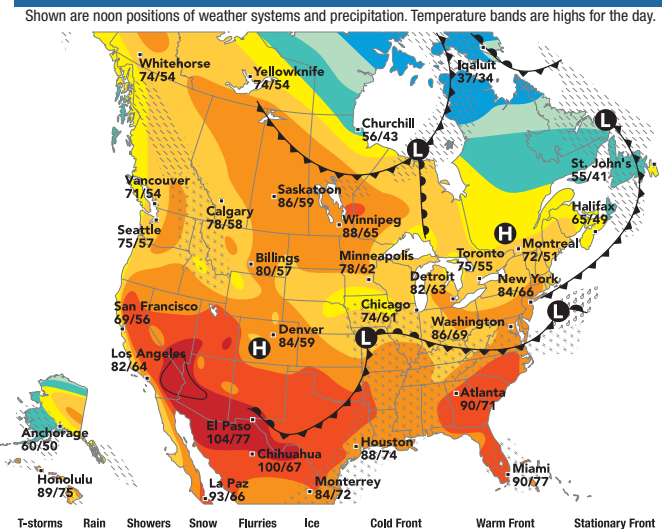 Shown are noon positions of weather systems and precipitation. Temperature bands are highs for the day.
Whitehorse
74/54
Yellowknife
74/54
Iqaluit
37/34
Churchill
56/43
L
L
St. John's
55/41
Vancouver
71/54
Saskatoon
86/59
Calgary
78/58
Winnipeg
88/65
Halifax
65/49
Seattle
75/57
H
Montreal
72/51
Billings
80/57
Minneapolis
78/62
Toronto
75/55
Detroit
82/63
New York
84/66
San Francisco
69/56
Chicago
74/61
L
Washington
86/69
Denver
84/59
H
L
Los Angeles
82/64
Atlanta
90/71
El Paso
104/77
Anchorage
60/50
Houston
88/74
Chihuahua
100/67
Honolulu
89/75
La Paz
93/66
Monterrey
84/72
Miami
90/77
T-storms Rain Showers Snow Flurries Ice Cold Front Warm Front Stationary Front